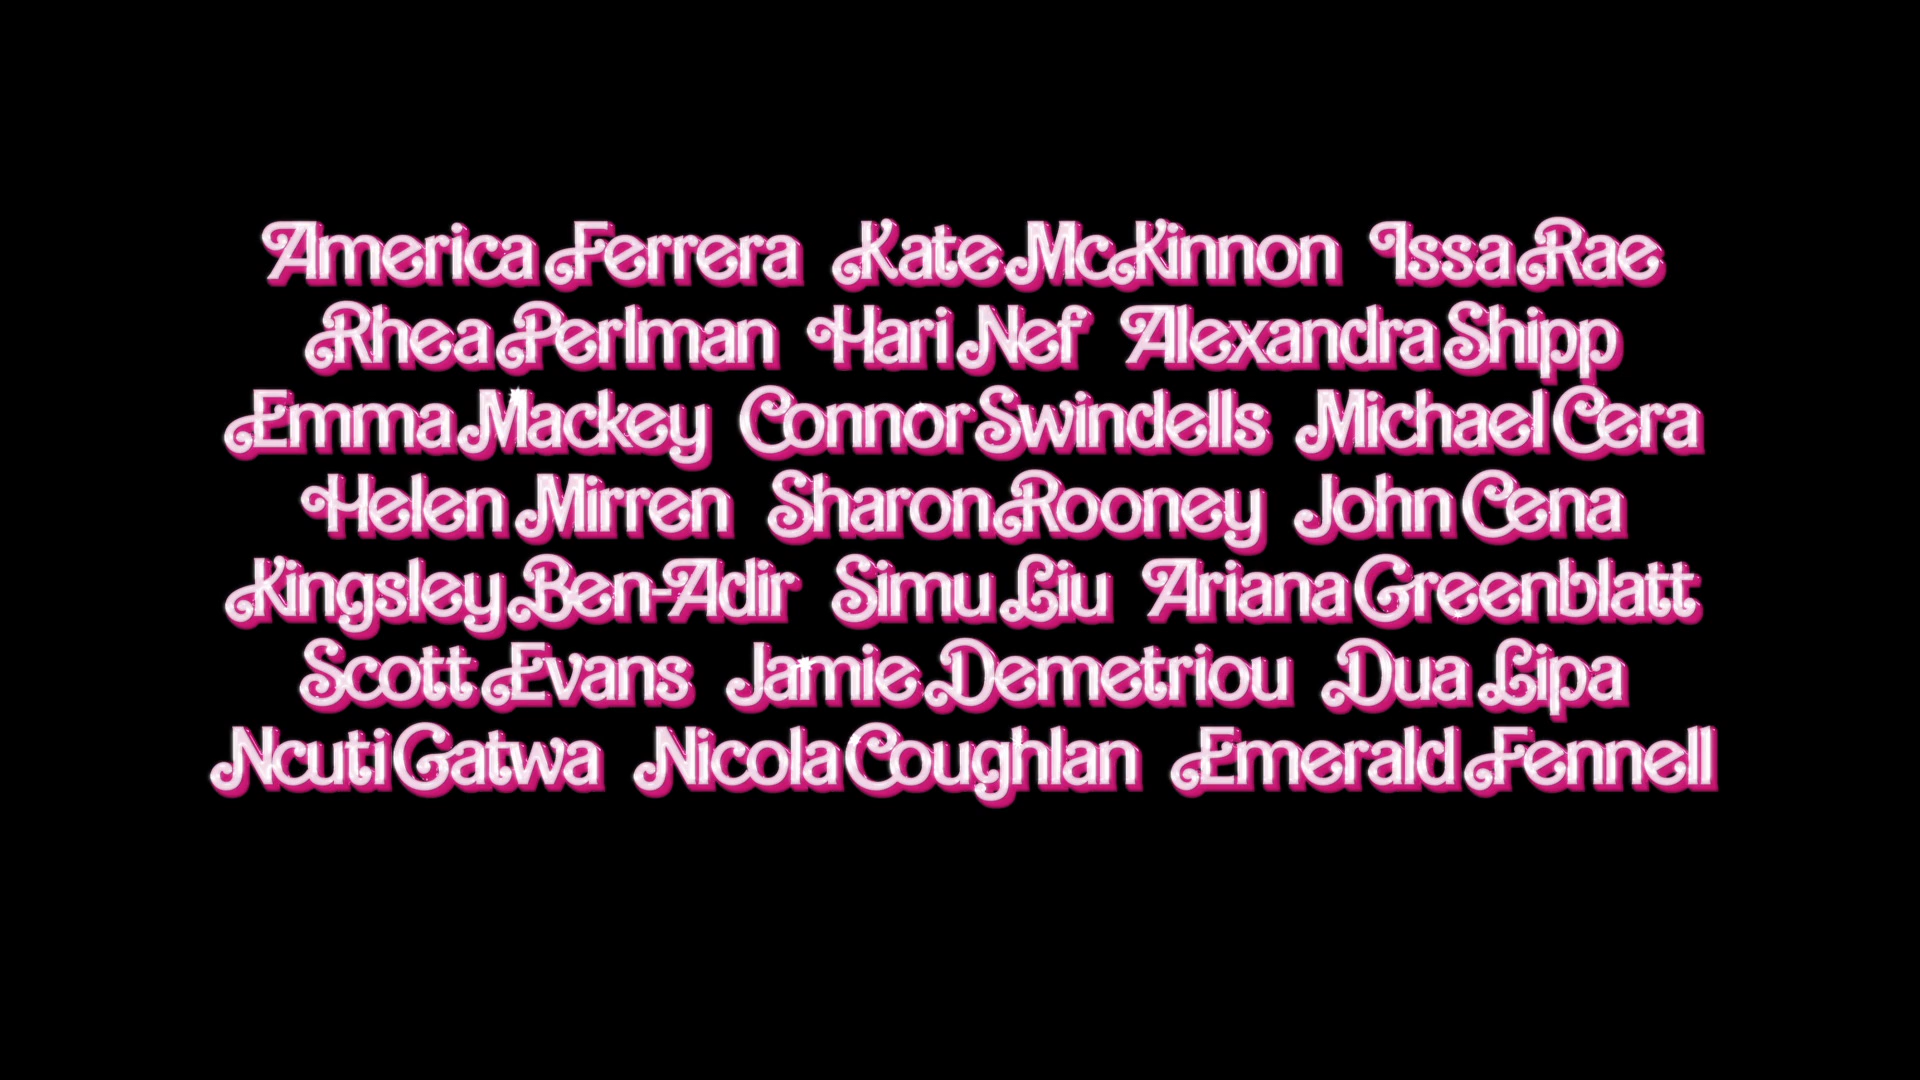 America Ferrera Kate McKinnon Issa Rae
Rhea Perlman Hari Nef Alexandra Shipp
Emma Mackey Connor Swindells Michael Cera
Helen Mirren Sharon Rooney John Cena
Kingsley Ben-Adir Simu Liu Ariana Greenblatt
Scott Evans Jamie Demetriou Dua Lipa
Ncuti Gatwa Nicola Coughlan Emerald Fennell